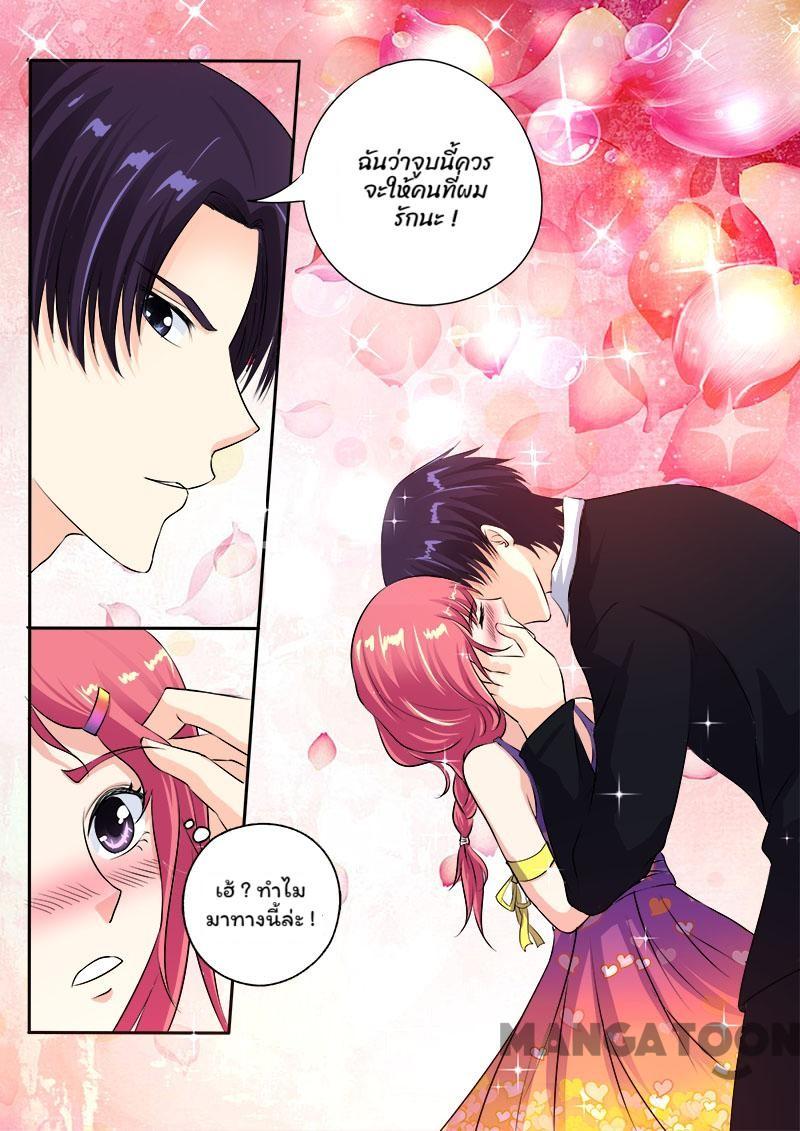 ฉันว่าจูบนี้ควร
จะให้คนที่ผม
รักนะ !
เฮ้ ? ทำไม
มาทางนี้ล่ะ !
MANGATOON